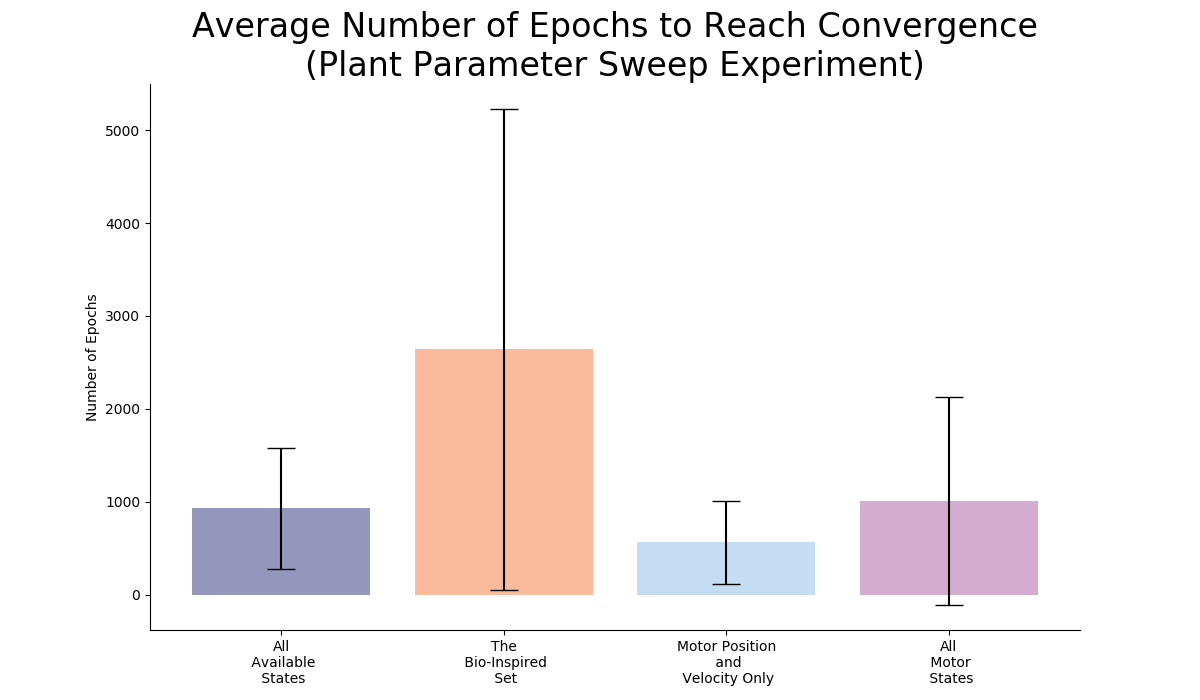 Average Number of Epochs to Reach Convergence
(Plant Parameter Sweep Experiment)
Number of Epochs
5000
4000
3000
2000
1000
0
All
Available
States
The
Bio-Inspired
Set
Motor Position
and
Velocity Only
All
Motor
States